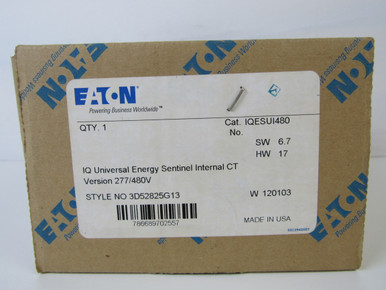 EATON
Powering Business Worldwide
QTY. 1
Cat. IQESUI480
No.
SW 6.7
HW 17
IQ Universal Energy Sentinel Internal CT
Version 277/480V
STYLE NO 3D52825G13
W 120103
786689702557
MADE IN USA